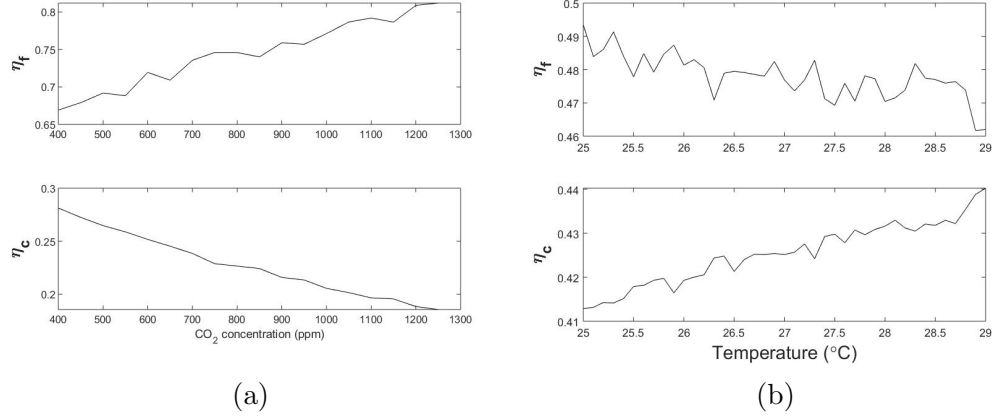 0.8
0.75
0.7
0.65
ηf
400 500 600 700 800 900 1000 1100 1200 1300
0.3
0.25
0.2
ηc
400 500 600 700 800 900 1000 1100 1200 1300
CO2 concentration (ppm)
(a)
0.5
0.49
0.48
0.47
0.46
ηf
25 25.5 26 26.5 27 27.5 28 28.5 29
0.44
0.43
0.42
0.41
ηc
25 25.5 26 26.5 27 27.5 28 28.5 29
Temperature (°C)
(b)